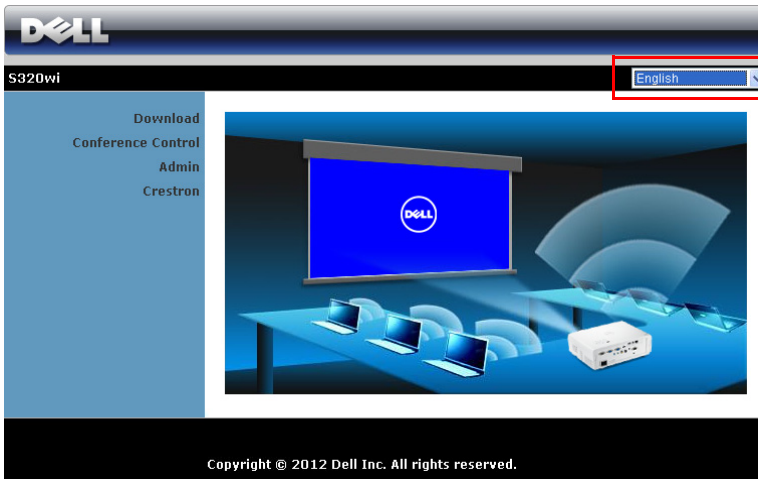 DELL
S320wi
English
Download
Conference Control
Admin
Crestron
DELL
Copyright © 2012 Dell Inc. All rights reserved.